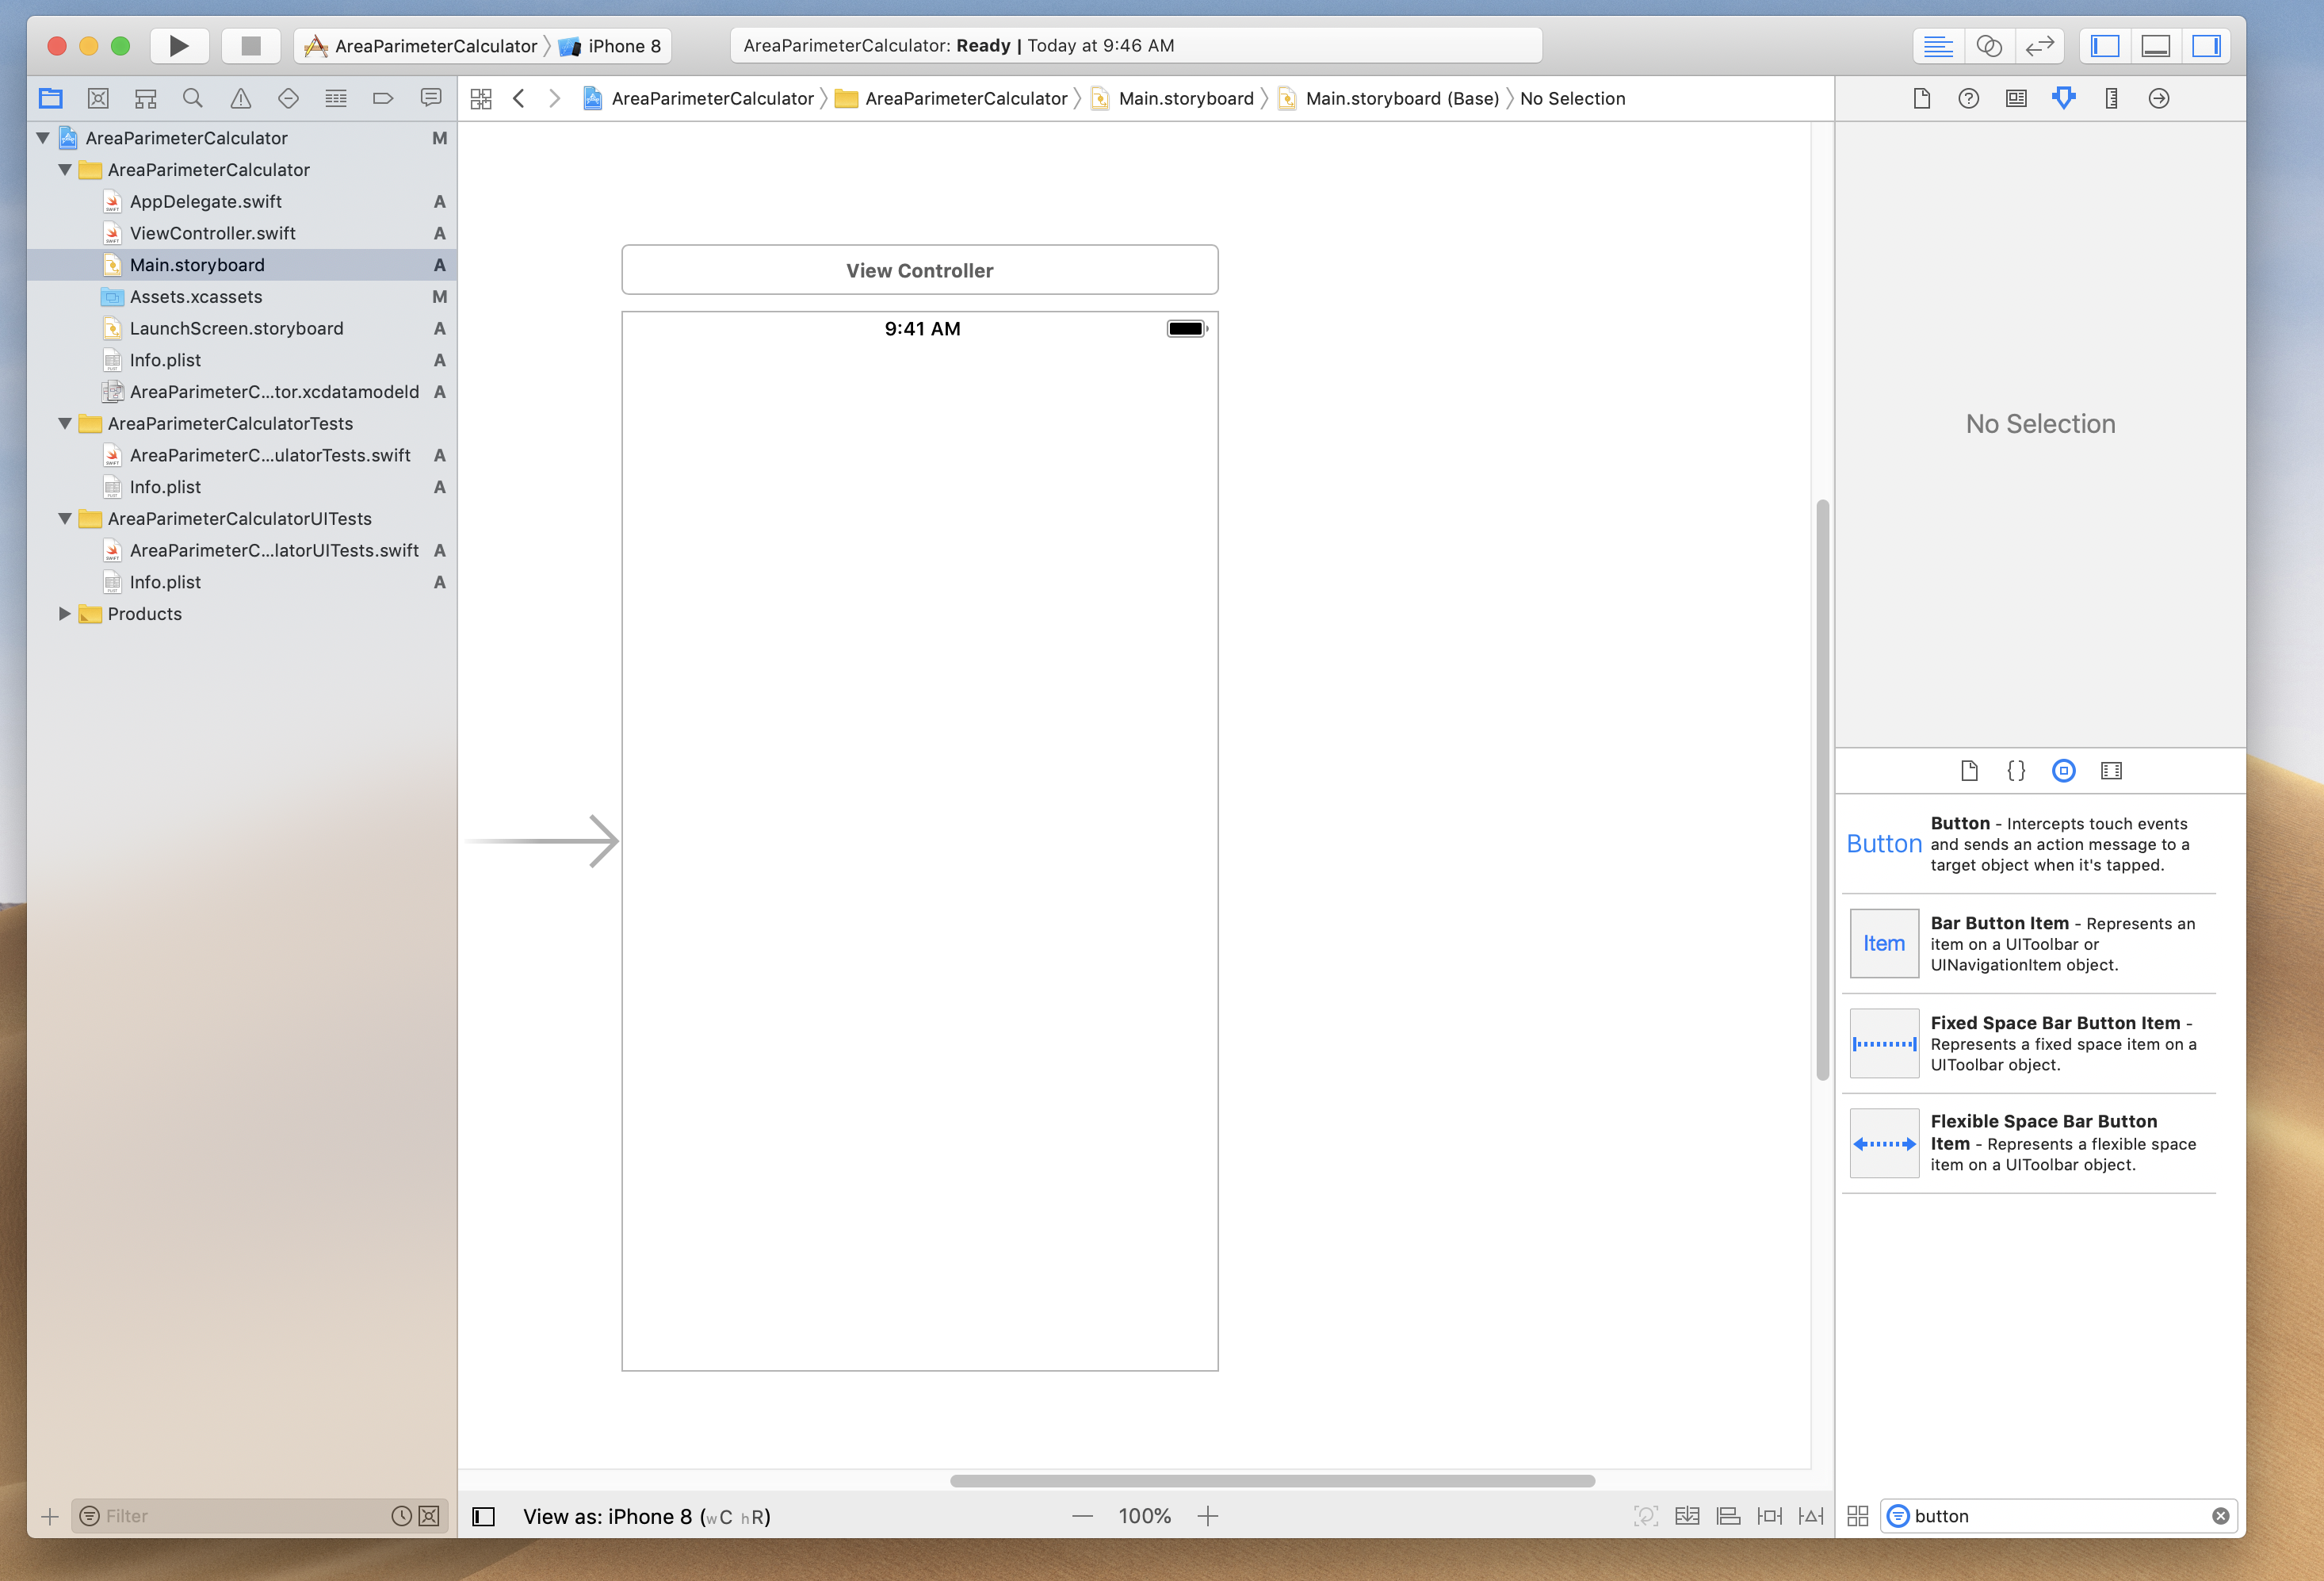 AreaParimeterCalculator
iPhone 8
AreaParimeterCalculator: Ready | Today at 9:46 AM
AreaParimeterCalculator
AreaParimeterCalculator
Main.storyboard
Main.storyboard (Base)
No Selection
AreaParimeterCalculator M
AreaParimeterCalculator
AppDelegate.swift A
ViewController.swift A
Main.storyboard A
Assets.xcassets M
LaunchScreen.storyboard A
Info.plist A
AreaParimeterC...tor.xcdatamodeld A
AreaParimeterCalculatorTests
AreaParimeterC...ulatorTests.swift A
Info.plist A
AreaParimeterCalculatorUITests
AreaParimeterC...latorUITests.swift A
Info.plist A
Products
Filter
View Controller
9:41 AM
View as: iPhone 8 (wC hR)
100%
No Selection
{ }
Button
Button - Intercepts touch events
and sends an action message to a
target object when it's tapped.
Item
Bar Button Item - Represents an
item on a UIToolbar or
UINavigationItem object.
Fixed Space Bar Button Item -
Represents a fixed space item on a
UIToolbar object.
Flexible Space Bar Button
Item - Represents a flexible space
item on a UIToolbar object.
button